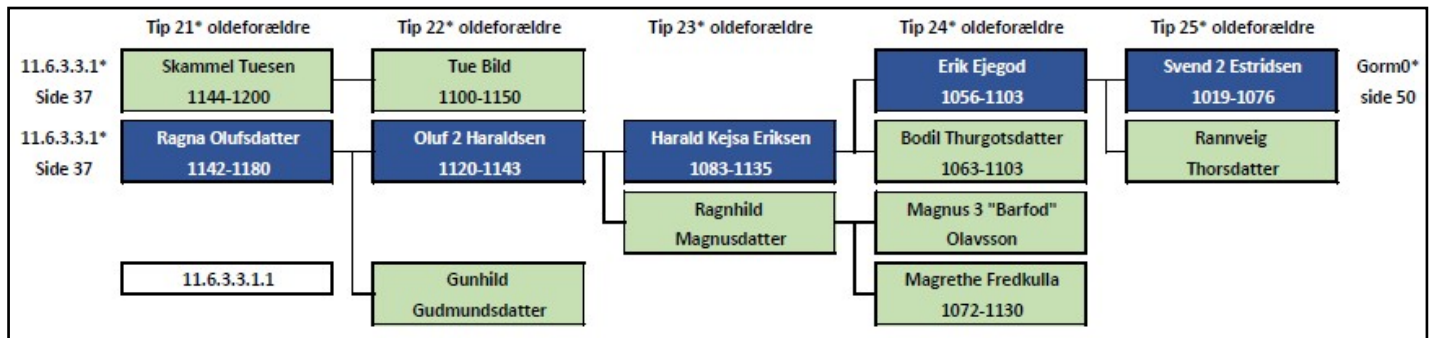 Tip 21* oldeforældre
Tip 22* oldeforældre
Tip 23* oldeforældre
Tip 24* oldeforældre
Tip 25* oldeforældre
11.6.3.3.1*
Side 37
Skammel Tuesen
1144-1200
Tue Bild
1100-1150
Erik Ejegod
1056-1103
Svend 2 Estridsen
1019-1076
Gorm0*
side 50
11.6.3.3.1*
Side 37
Ragna Olufsdatter
1142-1180
Oluf 2 Haraldsen
1120-1143
Harald Kejsa Eriksen
1083-1135
Bodil Thurgotsdatter
1063-1103
Rannveig
Thorsdatter
Ragnhild
Magnusdatter
Magnus 3 "Barfod"
Olavsson
11.6.3.3.1.1
Gunhild
Gudmundsdatter
Magrethe Fredkulla
1072-1130